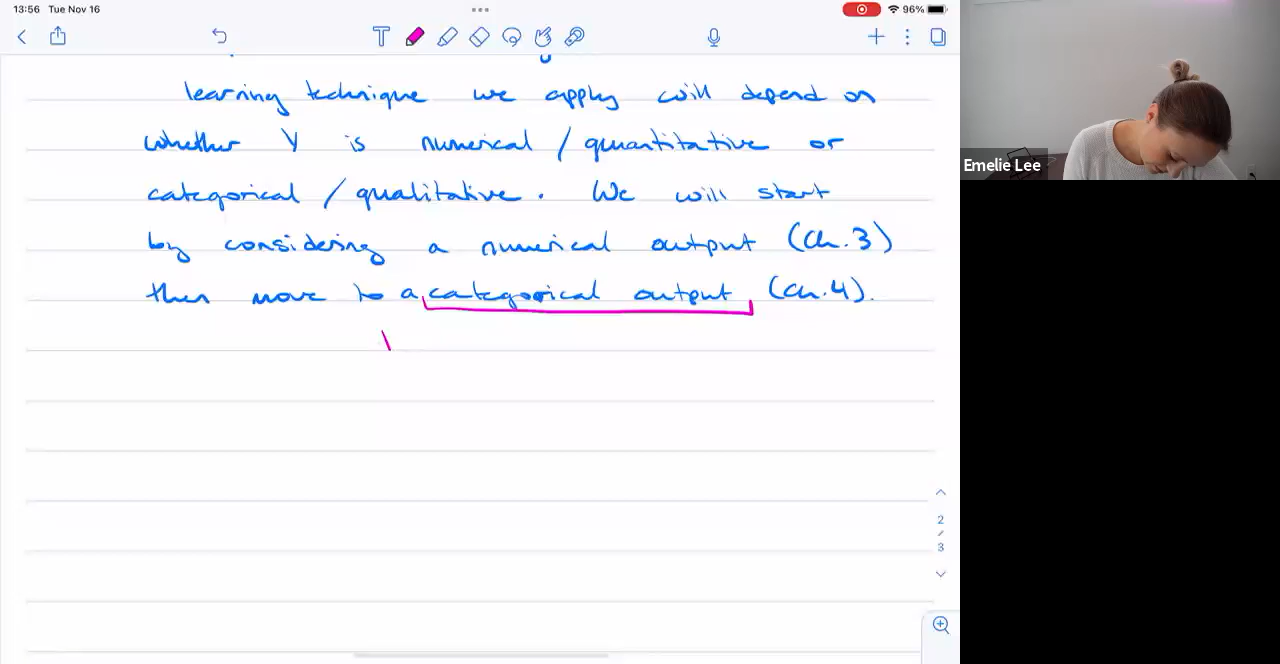 13:56 Tue Nov 16
96%
T
learning technique we apply will depend on
whether Y is numerical / quantitative or
categorical / qualitative. We will start
by considering a numerical output (Ch.3)
then move to a categorical output (Ch.4).
2
/
3
Emelie Lee